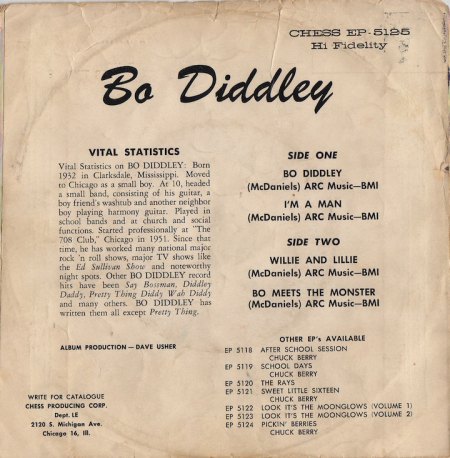 CHESS EP-5125
Hi Fidelity
Bo Diddley
VITAL STATISTICS
Vital Statistics on BO DIDDLEY: Born
1932 in Clarksdale, Mississippi. Moved
to Chicago as a small boy. At 10, headed
a small band, consisting of his guitar, a
boy friend's washtub and another neighbor
boy playing harmony guitar. Played in
school bands and at church and social
functions. Started professionally at "The
708 Club," Chicago in 1951. Since that
time, he has worked many national major
rock 'n roll shows, major TV shows like
the Ed Sullivan Show and noteworthy
night spots. Other BO DIDDLEY record
hits have been Say Bossman, Diddley
Daddy, Pretty Thing Diddy Wah Diddy
and many others. BO DIDDLEY has
written them all except Pretty Thing.
ALBUM PRODUCTION — DAVE USHER
WRITE FOR CATALOGUE
CHESS PRODUCING CORP.
Dept. LE
2120 S. Michigan Ave.
Chicago 16, Ill.
SIDE ONE
BO DIDDLEY
(McDaniels) ARC Music—BMI
I'M A MAN
(McDaniels) ARC Music—BMI
SIDE TWO
WILLIE AND LILLIE
(McDaniels) ARC Music—BMI
BO MEETS THE MONSTER
(McDaniels) ARC Music—BMI
OTHER EP's AVAILABLE
EP 5118 AFTER SCHOOL SESSION
CHUCK BERRY
EP 5119 SCHOOL DAYS
CHUCK BERRY
EP 5120 THE RAYS
EP 5121 SWEET LITTLE SIXTEEN
CHUCK BERRY
EP 5122 LOOK IT'S THE MOONGLOWS (VOLUME 1)
EP 5123 LOOK IT'S THE MOONGLOWS (VOLUME 2)
EP 5124 PICKIN' BERRIES
CHUCK BERRY